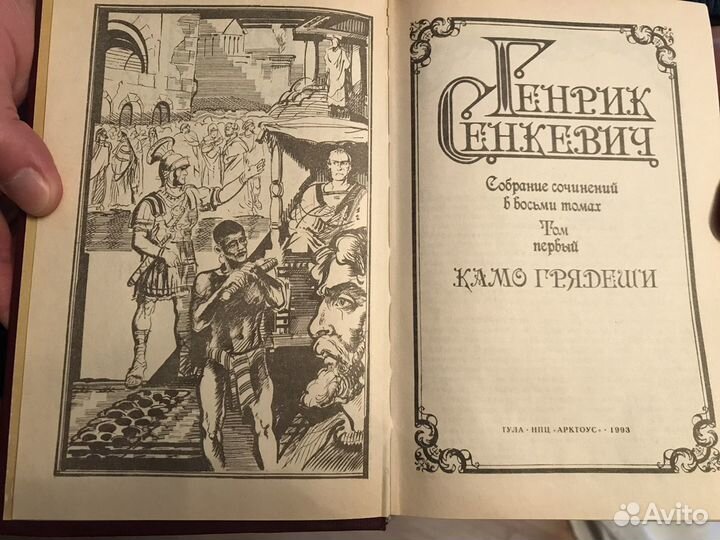 Генрик
Сенкевич
Собрание сочинений
в восьми томах
Том
первый
КАМО ГРЯДЕШИ
ТУЛА · НПЦ «АРКТОУС» · 1993
Avito